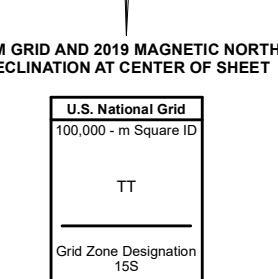 M GRID AND 2019 MAGNETIC NORTH
ECLINATION AT CENTER OF SHEET
U.S. National Grid
100,000 - m Square ID
TT
Grid Zone Designation
15S